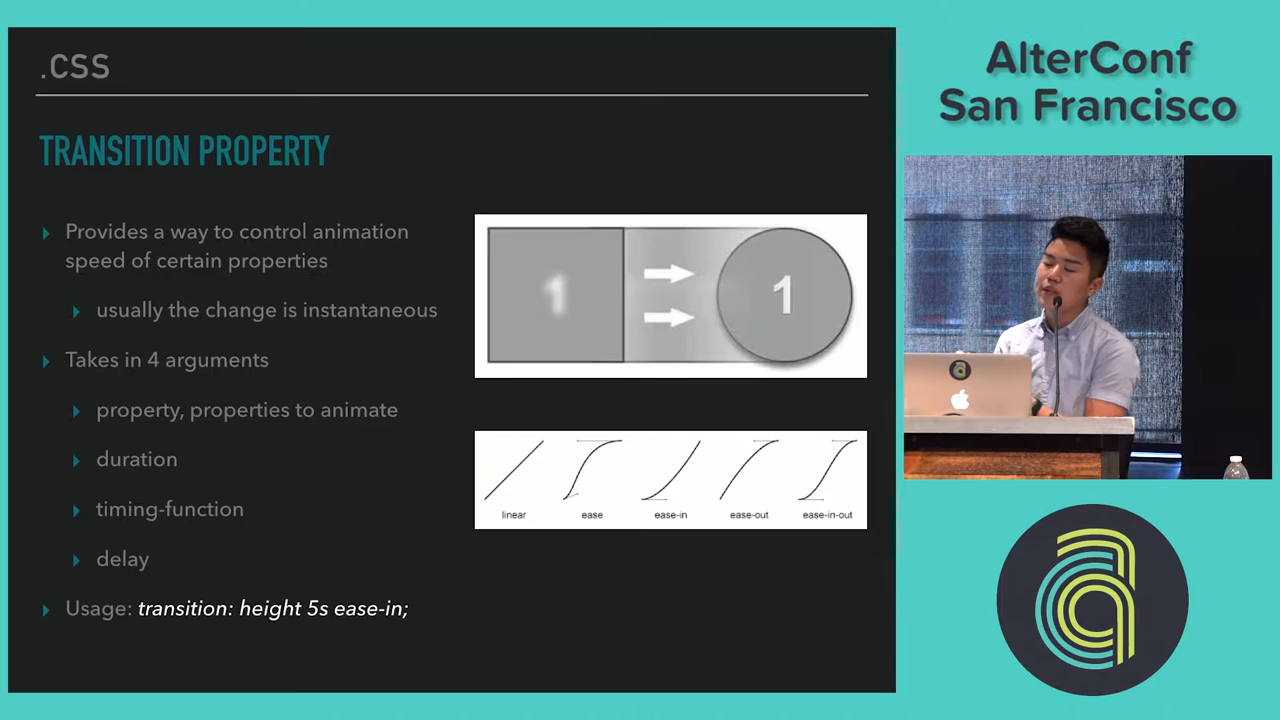 .CSS
TRANSITION PROPERTY
Provides a way to control animation
speed of certain properties
usually the change is instantaneous
Takes in 4 arguments
property, properties to animate
duration
timing-function
delay
Usage: transition: height 5s ease-in;
1
1
linear
ease
ease-in
ease-out
ease-in-out
AlterConf
San Francisco